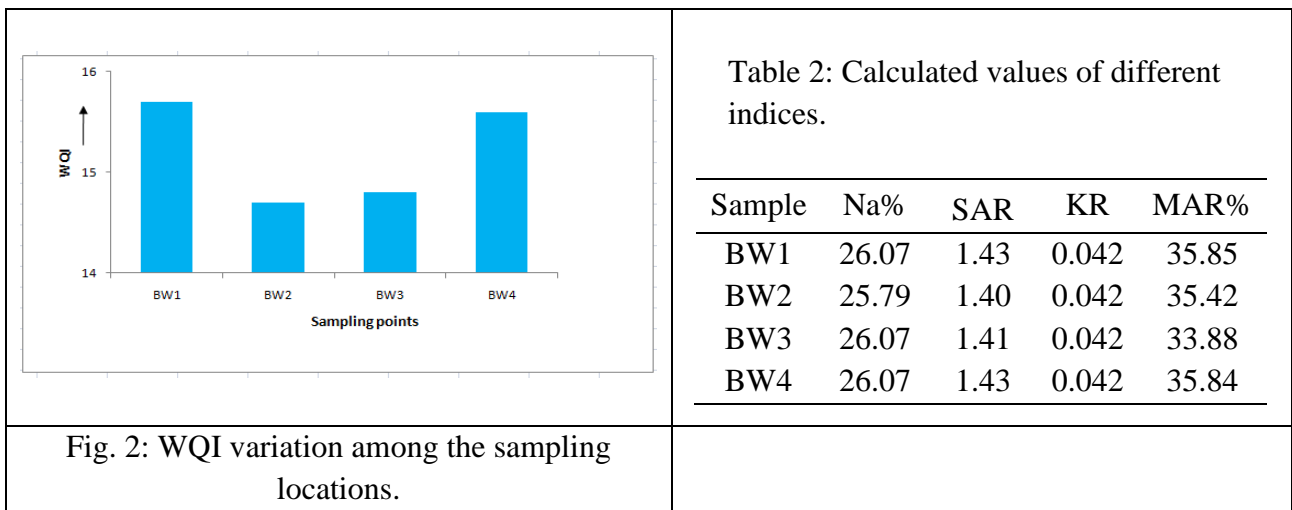 16
WQI
15
14
BW1 BW2 BW3 BW4
Sampling points
Fig. 2: WQI variation among the sampling
locations.
Table 2: Calculated values of different
indices.
Sample Na% SAR KR MAR%
BW1 26.07 1.43 0.042 35.85
BW2 25.79 1.40 0.042 35.42
BW3 26.07 1.41 0.042 33.88
BW4 26.07 1.43 0.042 35.84